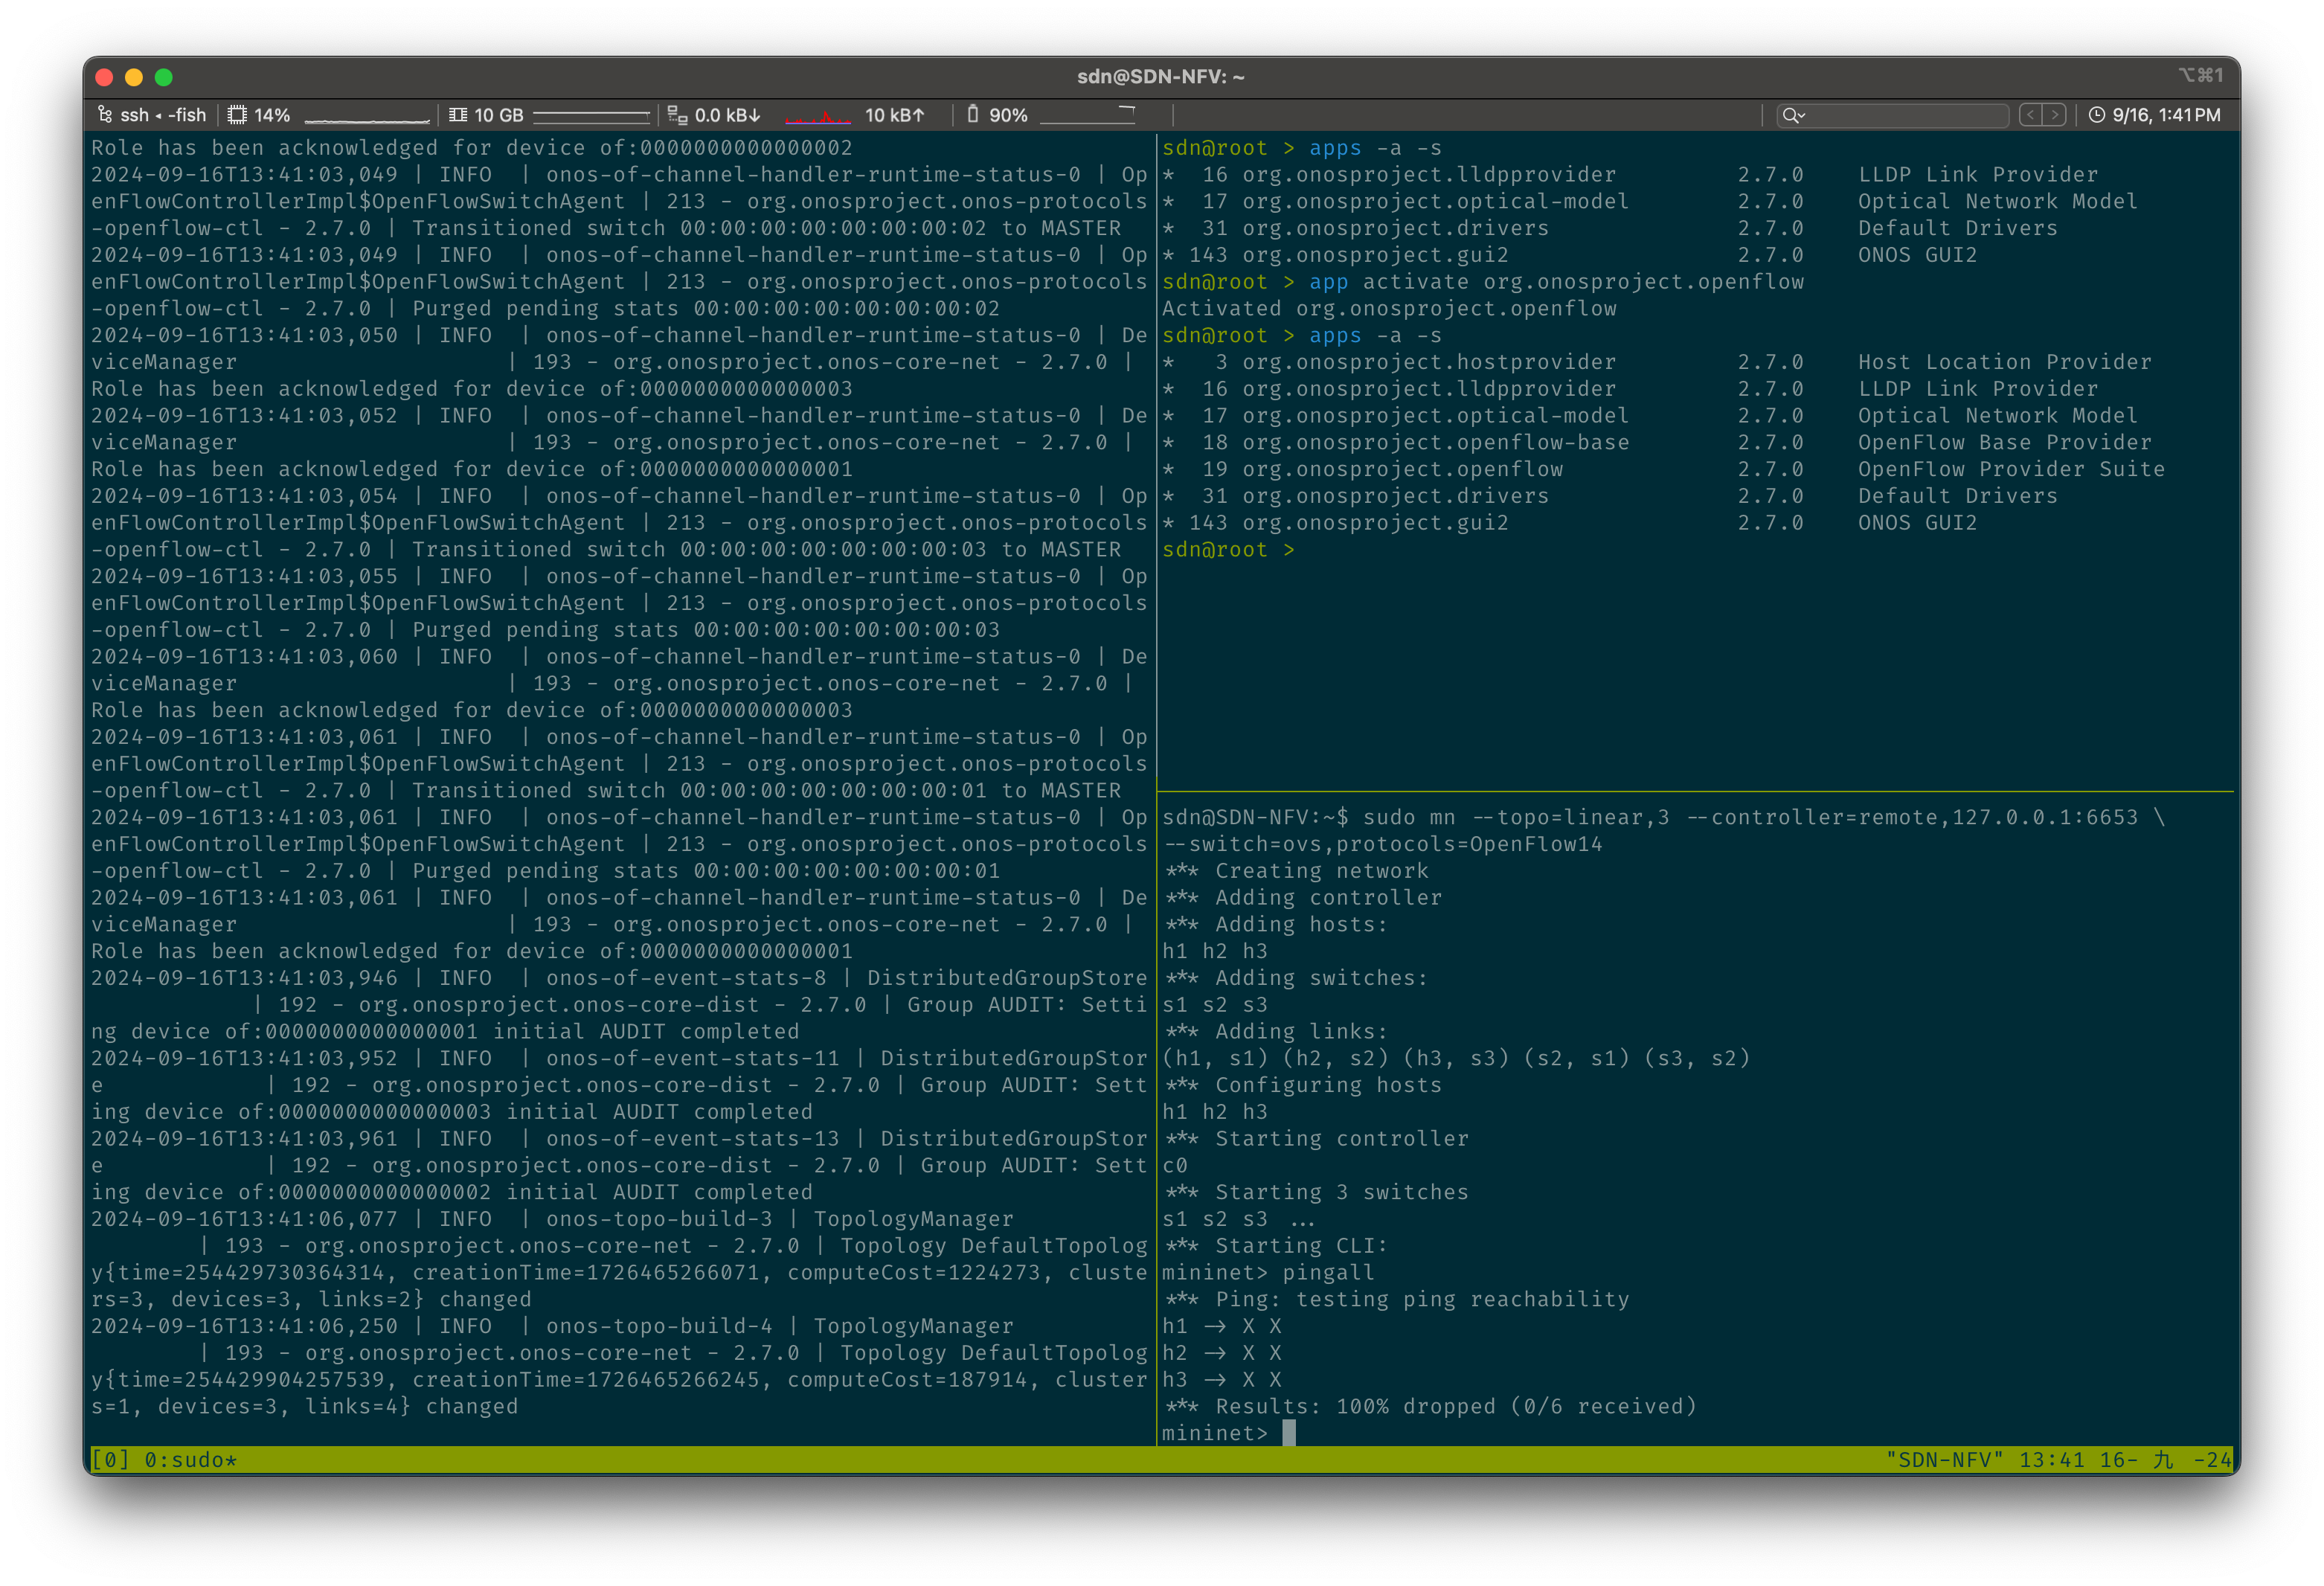 sdn@SDN-NFV: ~
⌥⌘1
ssh ◂ -fish
14%
10 GB
0.0 kB↓
10 kB↑
90%
9/16, 1:41 PM
Role has been acknowledged for device of:0000000000000002
2024-09-16T13:41:03,049 | INFO  | onos-of-channel-handler-runtime-status-0 | Op
enFlowControllerImpl$OpenFlowSwitchAgent | 213 - org.onosproject.onos-protocols
-openflow-ctl - 2.7.0 | Transitioned switch 00:00:00:00:00:00:00:02 to MASTER
2024-09-16T13:41:03,049 | INFO  | onos-of-channel-handler-runtime-status-0 | Op
enFlowControllerImpl$OpenFlowSwitchAgent | 213 - org.onosproject.onos-protocols
-openflow-ctl - 2.7.0 | Purged pending stats 00:00:00:00:00:00:00:02
2024-09-16T13:41:03,050 | INFO  | onos-of-channel-handler-runtime-status-0 | De
viceManager                    | 193 - org.onosproject.onos-core-net - 2.7.0 |
Role has been acknowledged for device of:0000000000000003
2024-09-16T13:41:03,052 | INFO  | onos-of-channel-handler-runtime-status-0 | De
viceManager                    | 193 - org.onosproject.onos-core-net - 2.7.0 |
Role has been acknowledged for device of:0000000000000001
2024-09-16T13:41:03,054 | INFO  | onos-of-channel-handler-runtime-status-0 | Op
enFlowControllerImpl$OpenFlowSwitchAgent | 213 - org.onosproject.onos-protocols
-openflow-ctl - 2.7.0 | Transitioned switch 00:00:00:00:00:00:00:03 to MASTER
2024-09-16T13:41:03,055 | INFO  | onos-of-channel-handler-runtime-status-0 | Op
enFlowControllerImpl$OpenFlowSwitchAgent | 213 - org.onosproject.onos-protocols
-openflow-ctl - 2.7.0 | Purged pending stats 00:00:00:00:00:00:00:03
2024-09-16T13:41:03,060 | INFO  | onos-of-channel-handler-runtime-status-0 | De
viceManager                    | 193 - org.onosproject.onos-core-net - 2.7.0 |
Role has been acknowledged for device of:0000000000000003
2024-09-16T13:41:03,061 | INFO  | onos-of-channel-handler-runtime-status-0 | Op
enFlowControllerImpl$OpenFlowSwitchAgent | 213 - org.onosproject.onos-protocols
-openflow-ctl - 2.7.0 | Transitioned switch 00:00:00:00:00:00:00:01 to MASTER
2024-09-16T13:41:03,061 | INFO  | onos-of-channel-handler-runtime-status-0 | Op
enFlowControllerImpl$OpenFlowSwitchAgent | 213 - org.onosproject.onos-protocols
-openflow-ctl - 2.7.0 | Purged pending stats 00:00:00:00:00:00:00:01
2024-09-16T13:41:03,061 | INFO  | onos-of-channel-handler-runtime-status-0 | De
viceManager                    | 193 - org.onosproject.onos-core-net - 2.7.0 |
Role has been acknowledged for device of:0000000000000001
2024-09-16T13:41:03,946 | INFO  | onos-of-event-stats-8 | DistributedGroupStore
            | 192 - org.onosproject.onos-core-dist - 2.7.0 | Group AUDIT: Setti
ng device of:0000000000000001 initial AUDIT completed
2024-09-16T13:41:03,952 | INFO  | onos-of-event-stats-11 | DistributedGroupStor
e            | 192 - org.onosproject.onos-core-dist - 2.7.0 | Group AUDIT: Sett
ing device of:0000000000000003 initial AUDIT completed
2024-09-16T13:41:03,961 | INFO  | onos-of-event-stats-13 | DistributedGroupStor
e            | 192 - org.onosproject.onos-core-dist - 2.7.0 | Group AUDIT: Sett
ing device of:0000000000000002 initial AUDIT completed
2024-09-16T13:41:06,077 | INFO  | onos-topo-build-3 | TopologyManager
        | 193 - org.onosproject.onos-core-net - 2.7.0 | Topology DefaultTopolog
y{time=254429730364314, creationTime=1726465266071, computeCost=1224273, cluste
rs=3, devices=3, links=2} changed
2024-09-16T13:41:06,250 | INFO  | onos-topo-build-4 | TopologyManager
        | 193 - org.onosproject.onos-core-net - 2.7.0 | Topology DefaultTopolog
y{time=254429904257539, creationTime=1726465266245, computeCost=187914, cluster
s=1, devices=3, links=4} changed
sdn@root > apps -a -s
*  16 org.onosproject.lldpprovider         2.7.0    LLDP Link Provider
*  17 org.onosproject.optical-model        2.7.0    Optical Network Model
*  31 org.onosproject.drivers              2.7.0    Default Drivers
* 143 org.onosproject.gui2                 2.7.0    ONOS GUI2
sdn@root > app activate org.onosproject.openflow
Activated org.onosproject.openflow
sdn@root > apps -a -s
*   3 org.onosproject.hostprovider         2.7.0    Host Location Provider
*  16 org.onosproject.lldpprovider         2.7.0    LLDP Link Provider
*  17 org.onosproject.optical-model        2.7.0    Optical Network Model
*  18 org.onosproject.openflow-base        2.7.0    OpenFlow Base Provider
*  19 org.onosproject.openflow             2.7.0    OpenFlow Provider Suite
*  31 org.onosproject.drivers              2.7.0    Default Drivers
* 143 org.onosproject.gui2                 2.7.0    ONOS GUI2
sdn@root >
sdn@SDN-NFV:~$ sudo mn --topo=linear,3 --controller=remote,127.0.0.1:6653 \
--switch=ovs,protocols=OpenFlow14
*** Creating network
*** Adding controller
*** Adding hosts:
h1 h2 h3
*** Adding switches:
s1 s2 s3
*** Adding links:
(h1, s1) (h2, s2) (h3, s3) (s2, s1) (s3, s2)
*** Configuring hosts
h1 h2 h3
*** Starting controller
c0
*** Starting 3 switches
s1 s2 s3 ...
*** Starting CLI:
mininet> pingall
*** Ping: testing ping reachability
h1 -> X X
h2 -> X X
h3 -> X X
*** Results: 100% dropped (0/6 received)
mininet>
[0] 0:sudo*
"SDN-NFV" 13:41 16- 九 -24